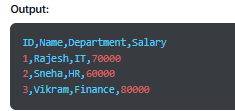 Output:
ID,Name,Department,Salary
1,Rajesh,IT,70000
2,Sneha,HR,60000
3,Vikram,Finance,80000